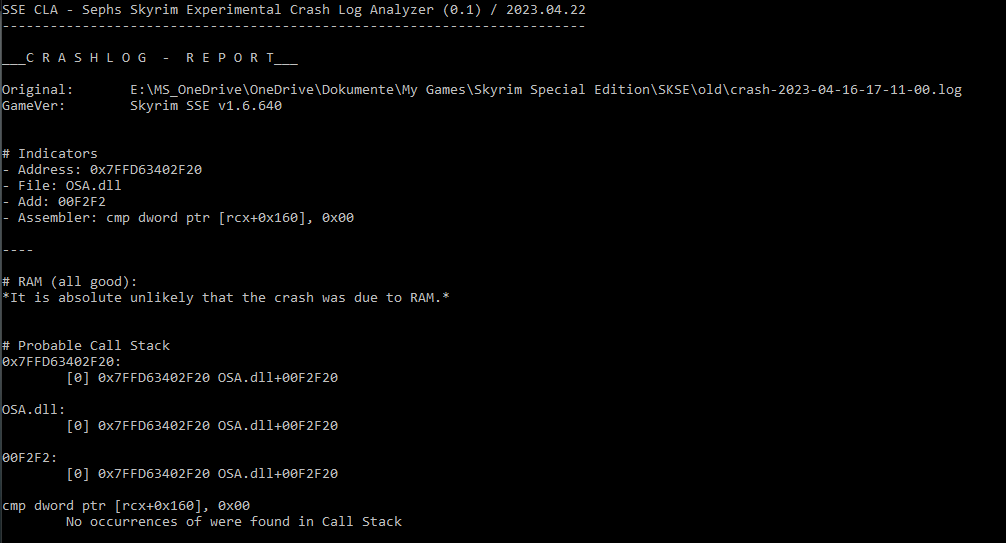 SSE CLA - Sephs Skyrim Experimental Crash Log Analyzer (0.1) / 2023.04.22
-------------------------------------------------------------------------
___C R A S H L O G  -  R E P O R T___
Original:       E:\MS_OneDrive\OneDrive\Dokumente\My Games\Skyrim Special Edition\SKSE\old\crash-2023-04-16-17-11-00.log
GameVer:        Skyrim SSE v1.6.640
# Indicators
- Address: 0x7FFD63402F20
- File: OSA.dll
- Add: 00F2F2
- Assembler: cmp dword ptr [rcx+0x160], 0x00
----
# RAM (all good):
*It is absolute unlikely that the crash was due to RAM.*
# Probable Call Stack
0x7FFD63402F20:
        [0] 0x7FFD63402F20 OSA.dll+00F2F20
OSA.dll:
        [0] 0x7FFD63402F20 OSA.dll+00F2F20
00F2F2:
        [0] 0x7FFD63402F20 OSA.dll+00F2F20
cmp dword ptr [rcx+0x160], 0x00
        No occurrences of were found in Call Stack